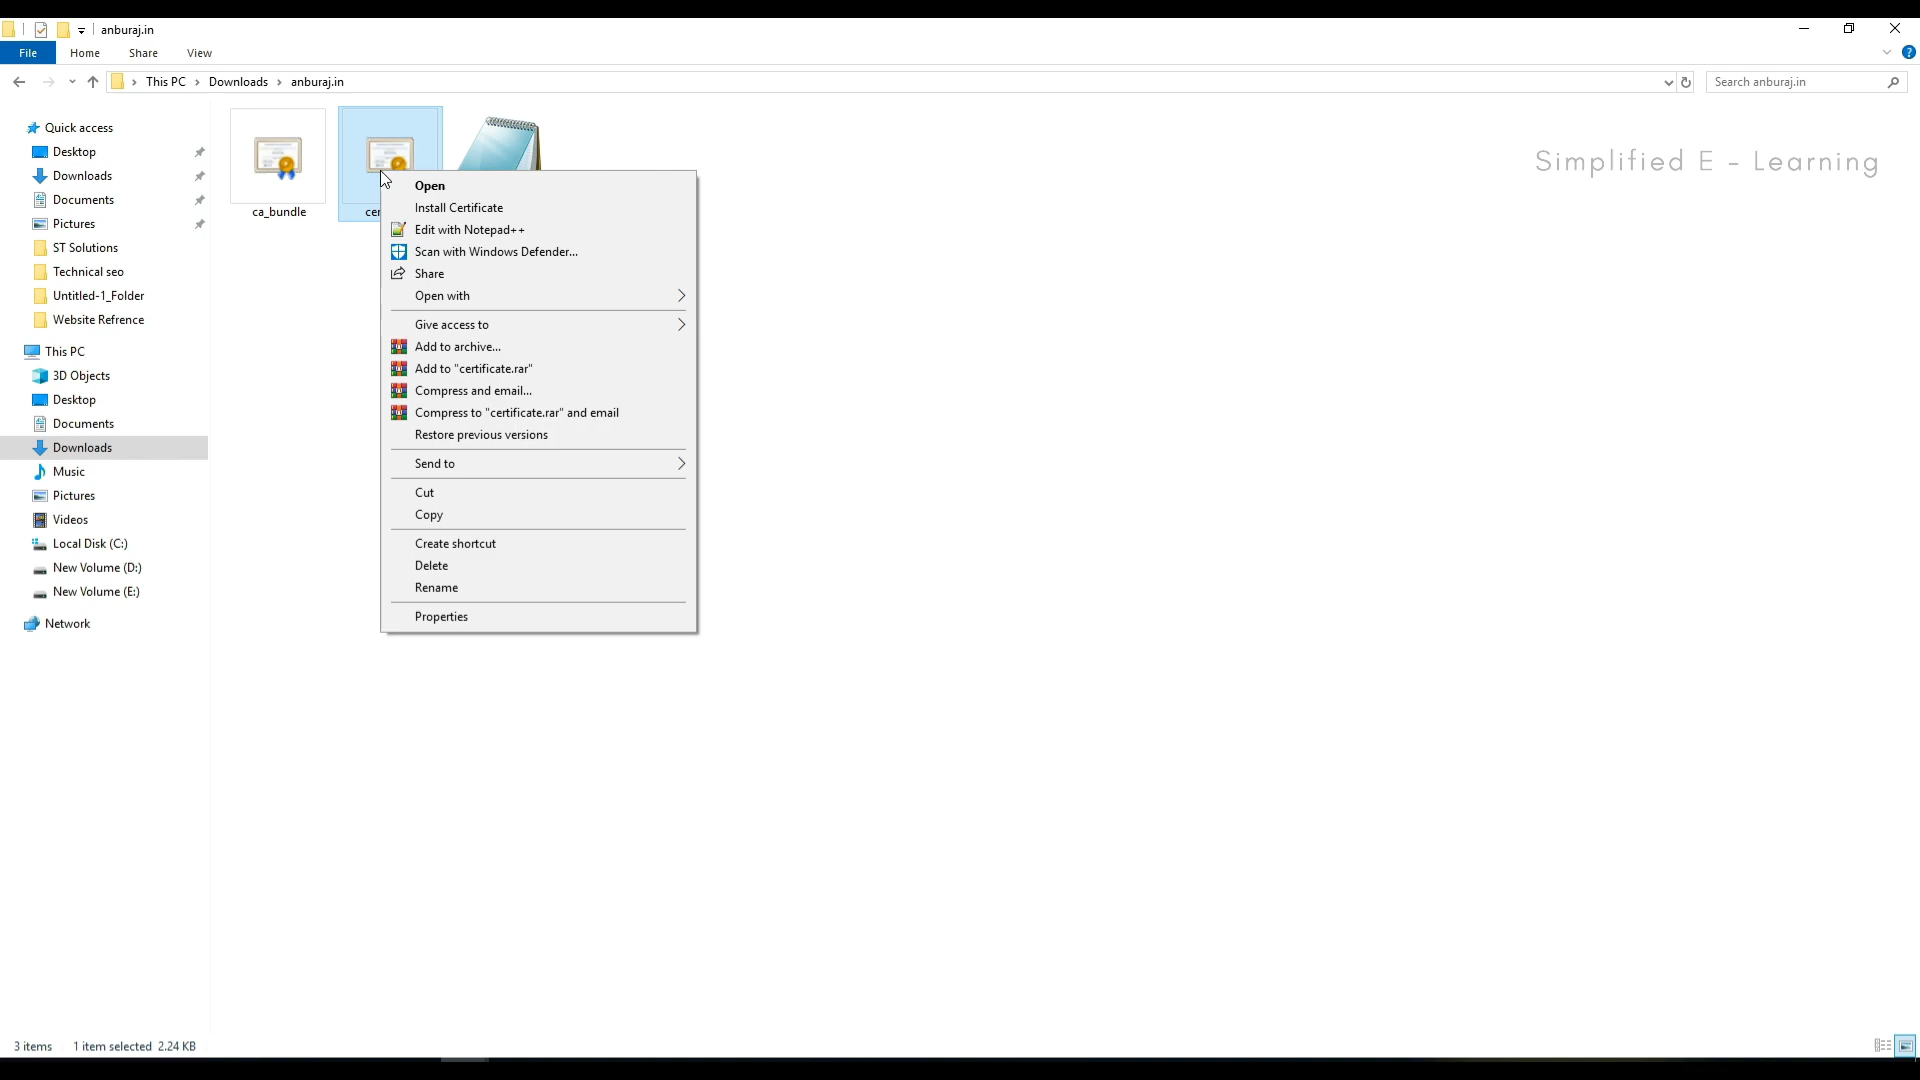 anburaj.in
File Home Share View
This PC > Downloads > anburaj.in
Search anburaj.in
Simplified E - Learning
Quick access
Desktop
Downloads
Documents
Pictures
ST Solutions
Technical seo
Untitled-1_Folder
Website Refrence
This PC
3D Objects
Desktop
Documents
Downloads
Music
Pictures
Videos
Local Disk (C:)
New Volume (D:)
New Volume (E:)
Network
ca_bundle
Open
Install Certificate
Edit with Notepad++
Scan with Windows Defender...
Share
Open with
Give access to
Add to archive...
Add to "certificate.rar"
Compress and email...
Compress to "certificate.rar" and email
Restore previous versions
Send to
Cut
Copy
Create shortcut
Delete
Rename
Properties
3 items 1 item selected 2.24 KB